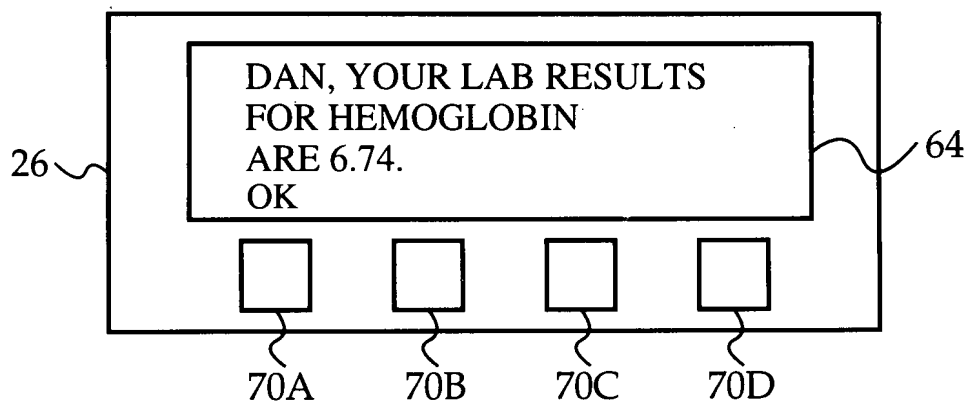 DAN, YOUR LAB RESULTS
FOR HEMOGLOBIN
ARE 6.74.
OK
26
64
70A 70B 70C 70D